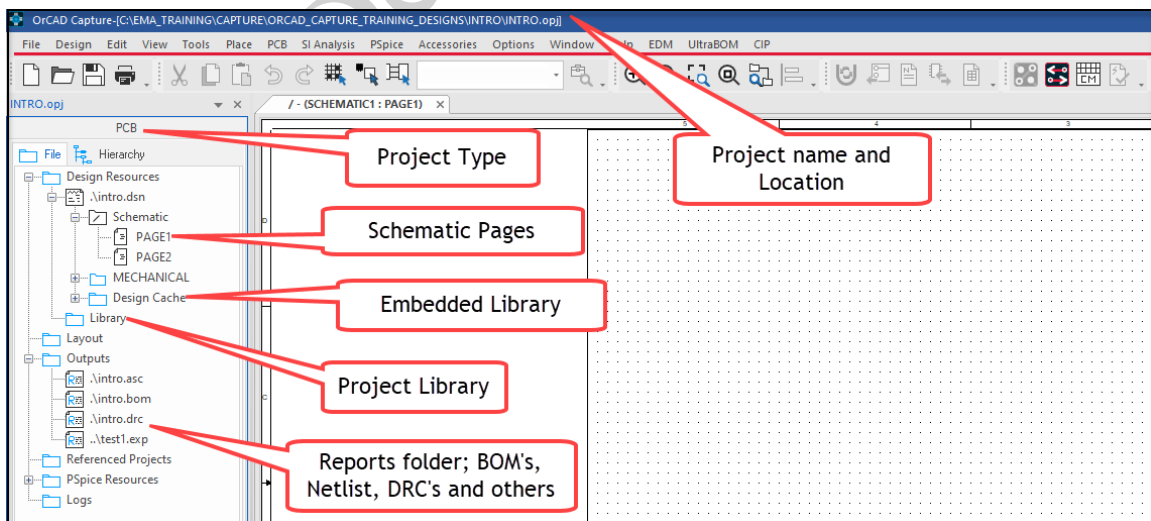 OrCAD Capture-[C:\EMA_TRAINING\CAPTURE\ORCAD_CAPTURE_TRAINING_DESIGNS\INTRO\INTRO.opj]
File Design Edit View Tools Place PCB SI Analysis PSpice Accessories Options Window EDM UltraBOM CIP
INTRO.opj
/ - (SCHEMATIC1 : PAGE1)
PCB
5 4 3
File Hierarchy
Project Type
Project name and
Location
Design Resources
.\intro.dsn
Schematic
PAGE1
Schematic Pages
D
PAGE2
MECHANICAL
Design Cache
Embedded Library
Library
Layout
Outputs
.\intro.asc
Project Library
.\intro.bom
C
.\intro.drc
..\test1.exp
Reports folder; BOM's,
Netlist, DRC's and others
Referenced Projects
PSpice Resources
Logs
CM